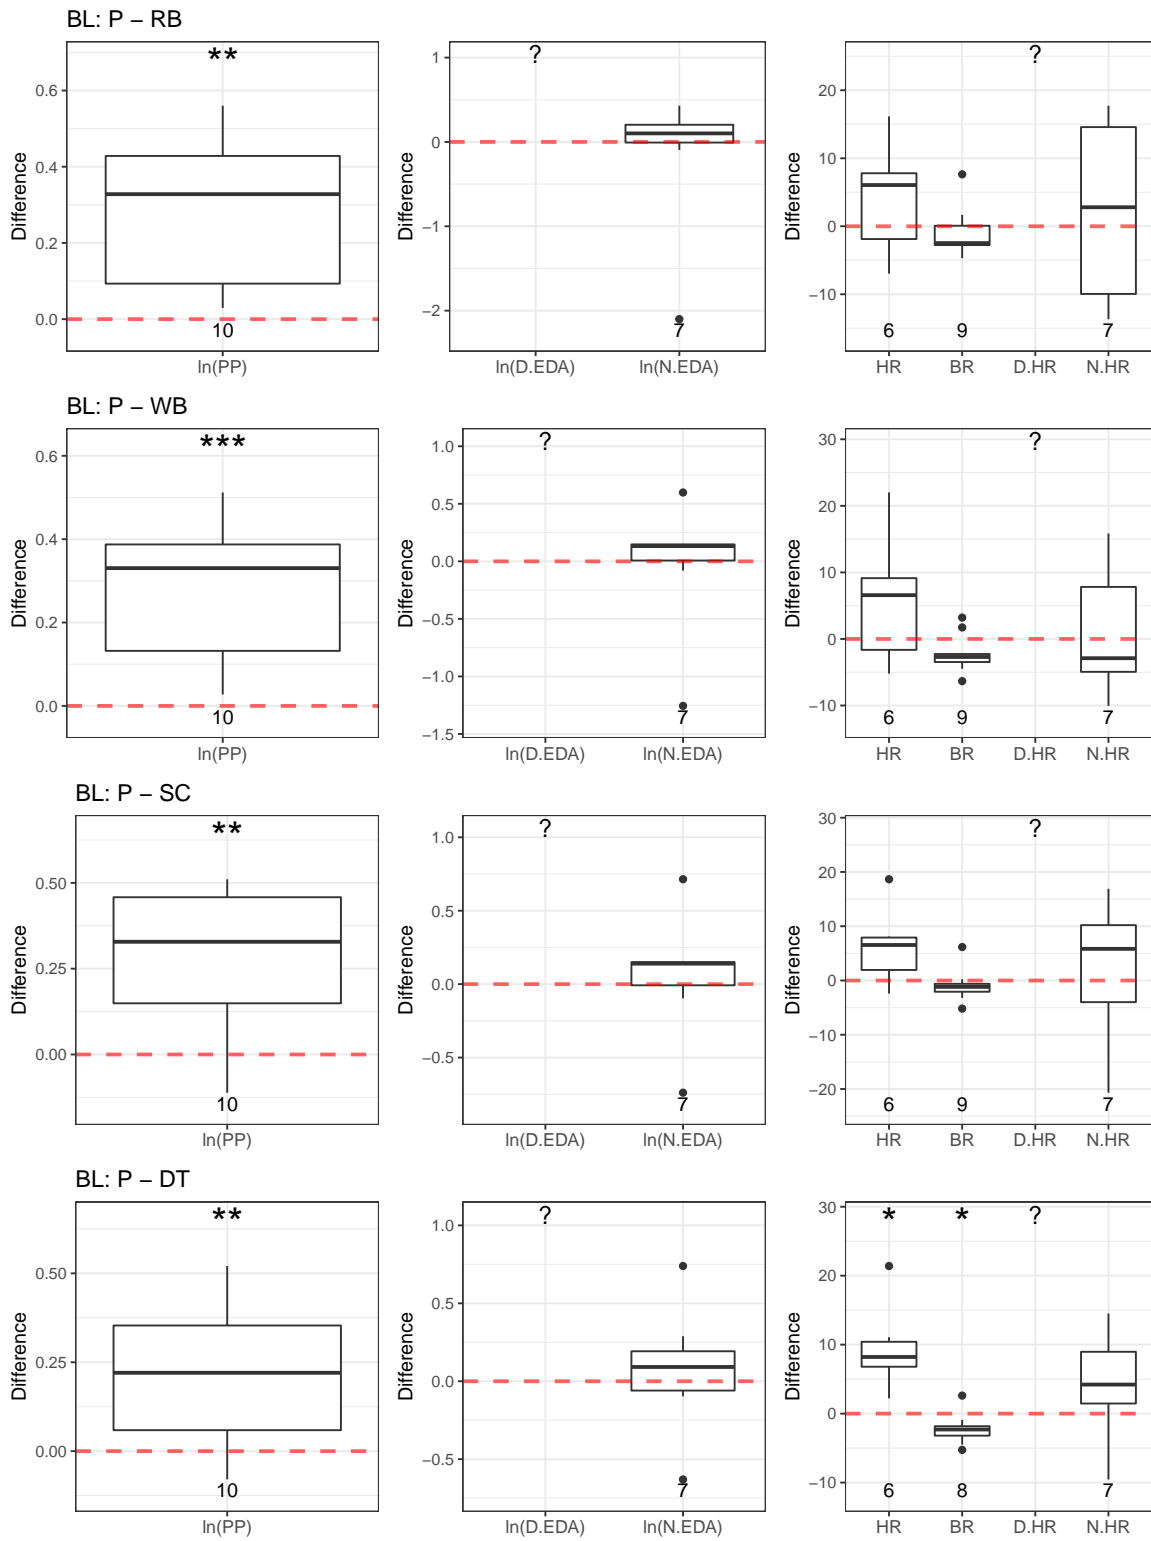 BL: P − RB
**
0.6
0.4
0.2
0.0
Difference
10
ln(PP)
?
1
0
−1
−2
Difference
7
ln(D.EDA) ln(N.EDA)
?
20
10
0
−10
Difference
6 9 7
HR BR D.HR N.HR
BL: P − WB
***
0.6
0.4
0.2
0.0
Difference
10
ln(PP)
?
1.0
0.5
0.0
−0.5
−1.0
−1.5
Difference
7
ln(D.EDA) ln(N.EDA)
?
30
20
10
0
−10
Difference
6 9 7
HR BR D.HR N.HR
BL: P − SC
**
0.50
0.25
0.00
Difference
10
ln(PP)
?
1.0
0.5
0.0
−0.5
Difference
7
ln(D.EDA) ln(N.EDA)
?
30
20
10
0
−10
−20
Difference
6 9 7
HR BR D.HR N.HR
BL: P − DT
**
0.50
0.25
0.00
Difference
10
ln(PP)
?
1.0
0.5
0.0
−0.5
Difference
7
ln(D.EDA) ln(N.EDA)
* * ?
30
20
10
0
−10
Difference
6 8 7
HR BR D.HR N.HR